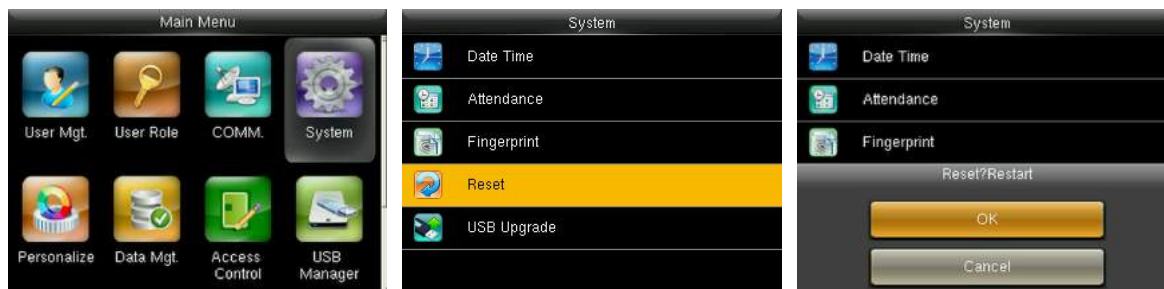 Main Menu
User Mgt.
User Role
COMM.
System
Personalize
Data Mgt.
Access
Control
USB
Manager
System
Date Time
Attendance
Fingerprint
Reset
USB Upgrade
System
Date Time
Attendance
Fingerprint
Reset?Restart
OK
Cancel